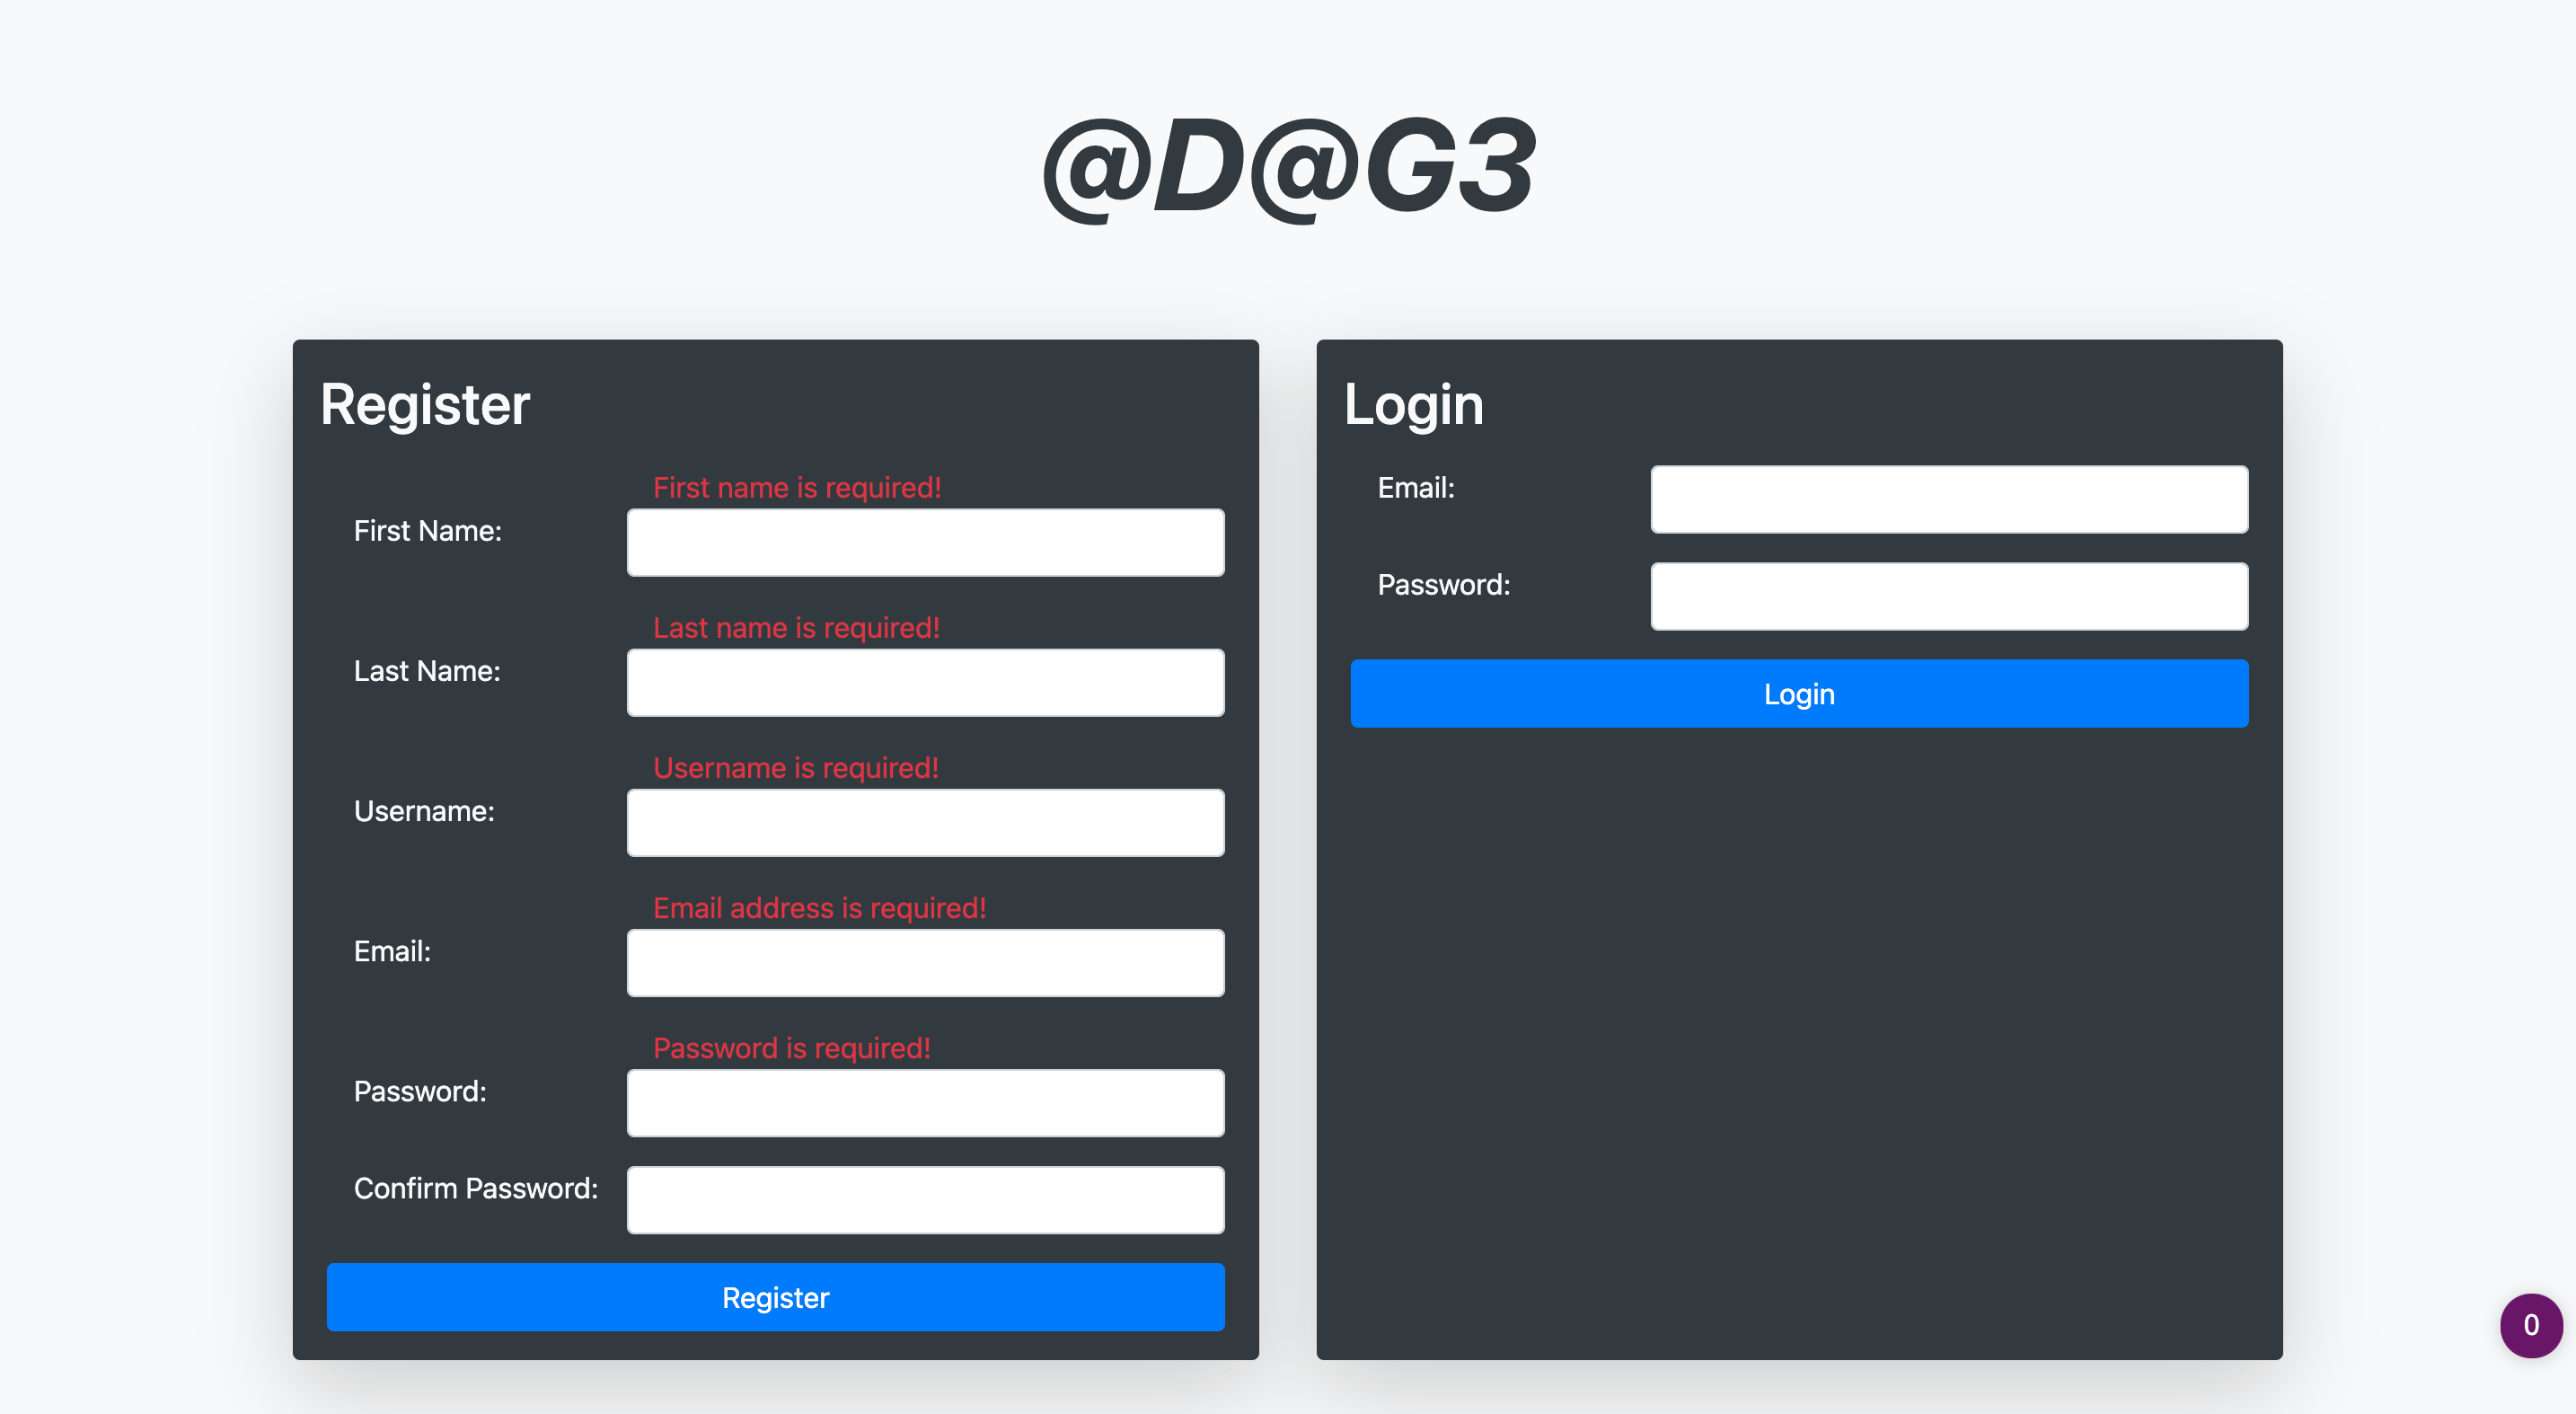 @D@G3
Register
First name is required!
First Name:
Last name is required!
Last Name:
Username is required!
Username:
Email address is required!
Email:
Password is required!
Password:
Confirm Password:
Register
Login
Email:
Password:
Login
0